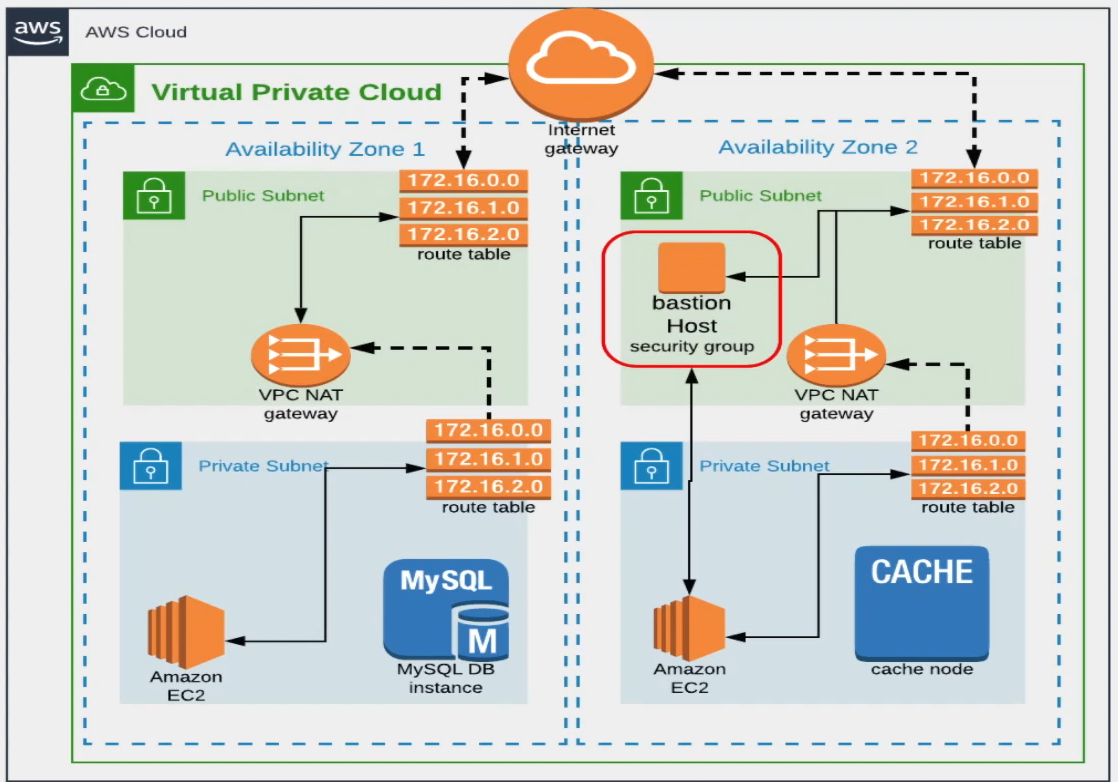 aws
AWS Cloud
Virtual Private Cloud
Internet
gateway
Availability Zone 1
Public Subnet
172.16.0.0
172.16.1.0
172.16.2.0
route table
VPC NAT
gateway
Private Subnet
172.16.0.0
172.16.1.0
172.16.2.0
route table
Amazon
EC2
MySQL
M
MySQL DB
instance
Availability Zone 2
Public Subnet
172.16.0.0
172.16.1.0
172.16.2.0
route table
bastion
Host
security group
VPC NAT
gateway
Private Subnet
172.16.0.0
172.16.1.0
172.16.2.0
route table
Amazon
EC2
CACHE
cache node